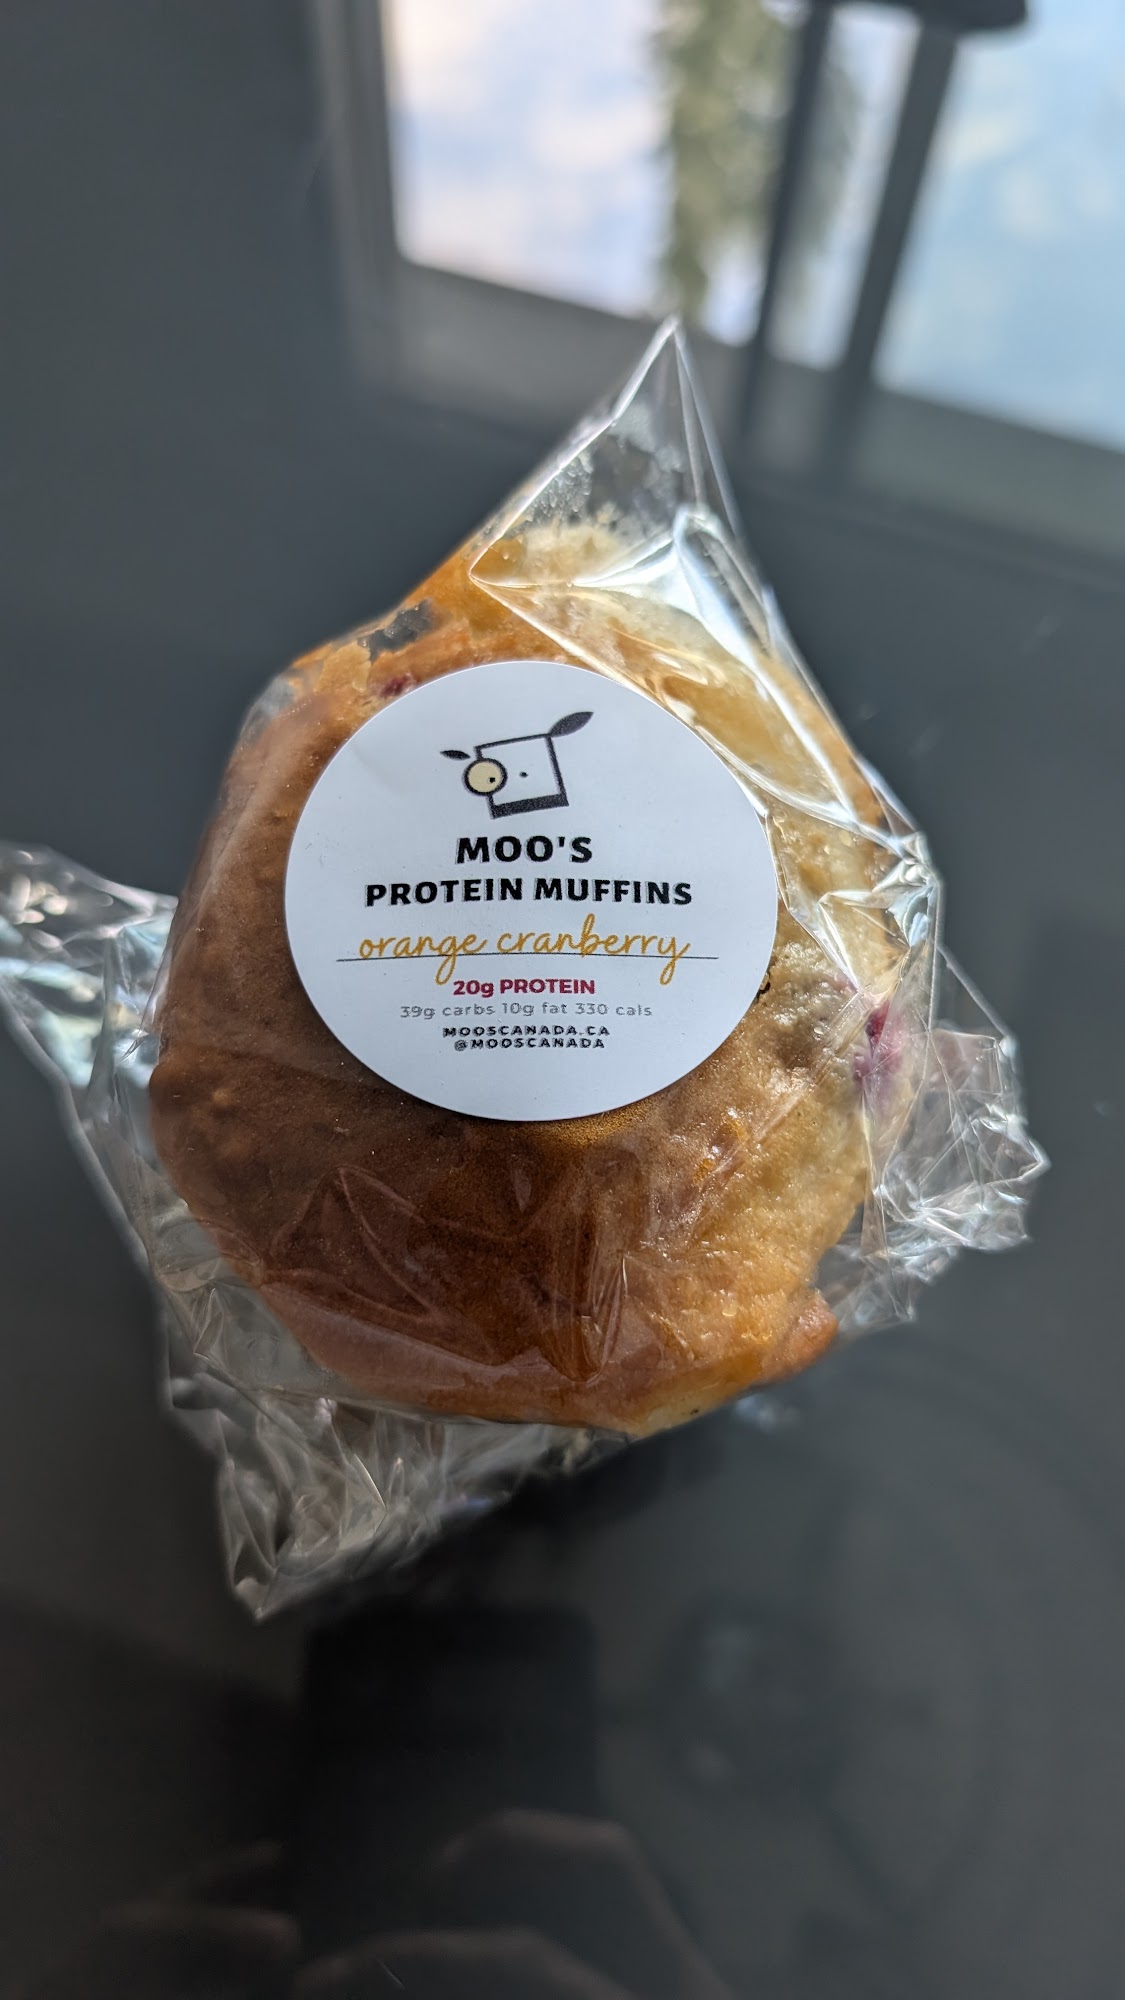 MOO'S
PROTEIN MUFFINS
orange cranberry
20g PROTEIN
39g carbs 10g fat 330 cals
MOOSCANADA.CA
@MOOSCANADA